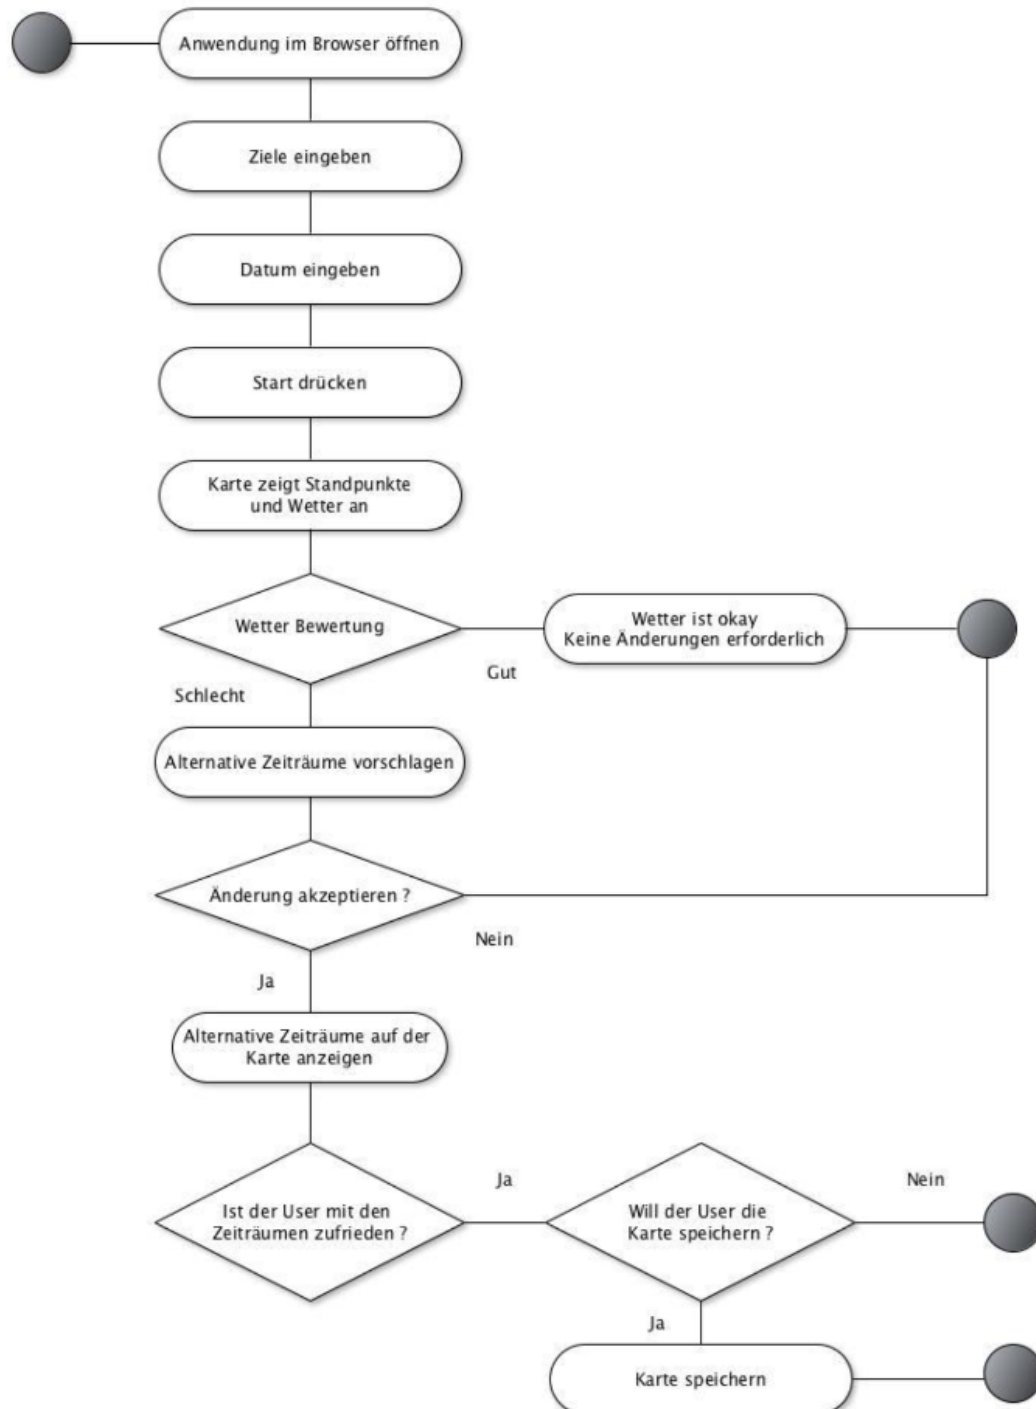 Anwendung im Browser öffnen
Ziele eingeben
Datum eingeben
Start drücken
Karte zeigt Standpunkte
und Wetter an
Wetter Bewertung
Wetter ist okay
Keine Änderungen erforderlich
Gut
Schlecht
Alternative Zeiträume vorschlagen
Änderung akzeptieren ?
Nein
Ja
Alternative Zeiträume auf der
Karte anzeigen
Ist der User mit den
Zeiträumen zufrieden ?
Ja
Will der User die
Karte speichern ?
Nein
Ja
Karte speichern